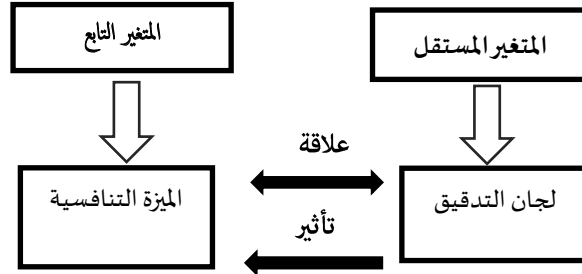 المتغير المستقل
المتغير التابع
علاقة
لجان التدقيق
الميزة التنافسية
تأثير